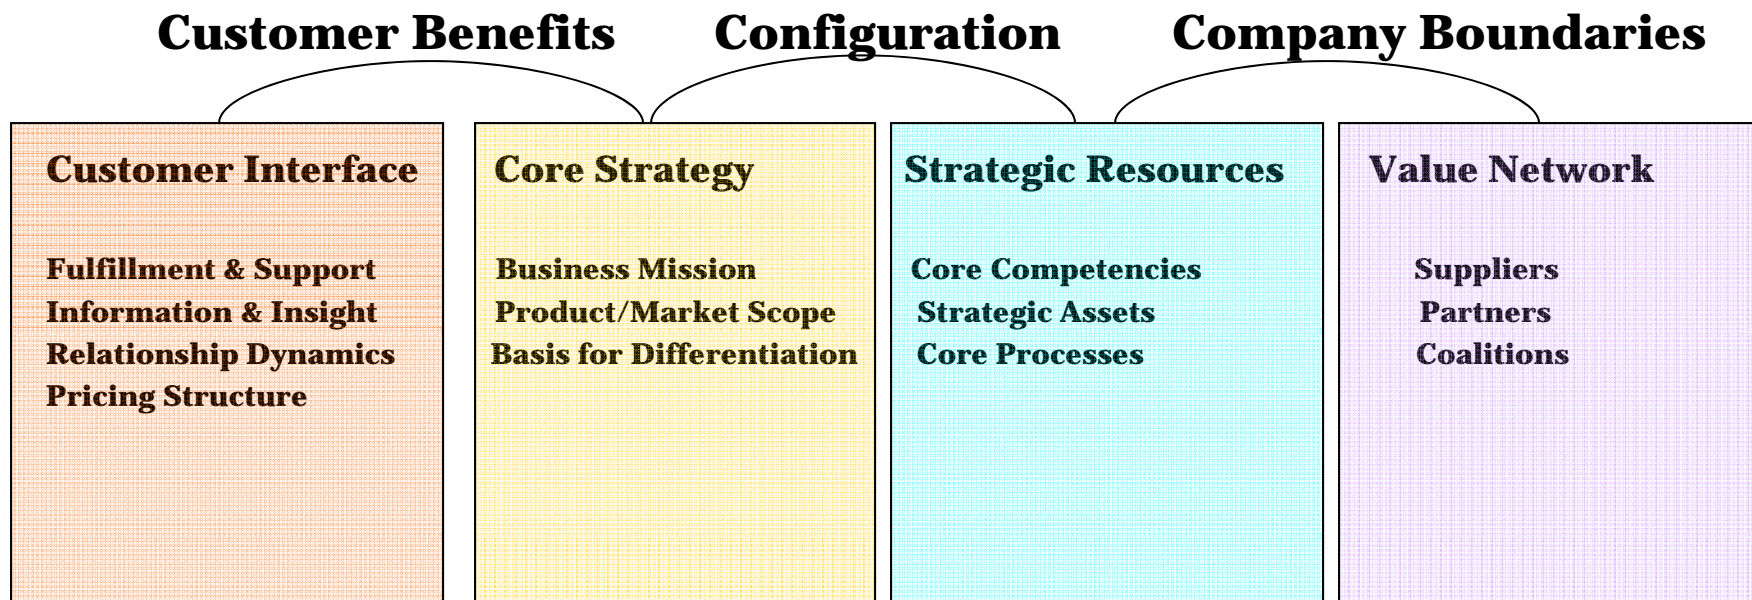 Customer Benefits
Configuration
Company Boundaries
Customer Interface
Fulfillment & Support
Information & Insight
Relationship Dynamics
Pricing Structure
Core Strategy
Business Mission
Product/Market Scope
Basis for Differentiation
Strategic Resources
Core Competencies
Strategic Assets
Core Processes
Value Network
Suppliers
Partners
Coalitions